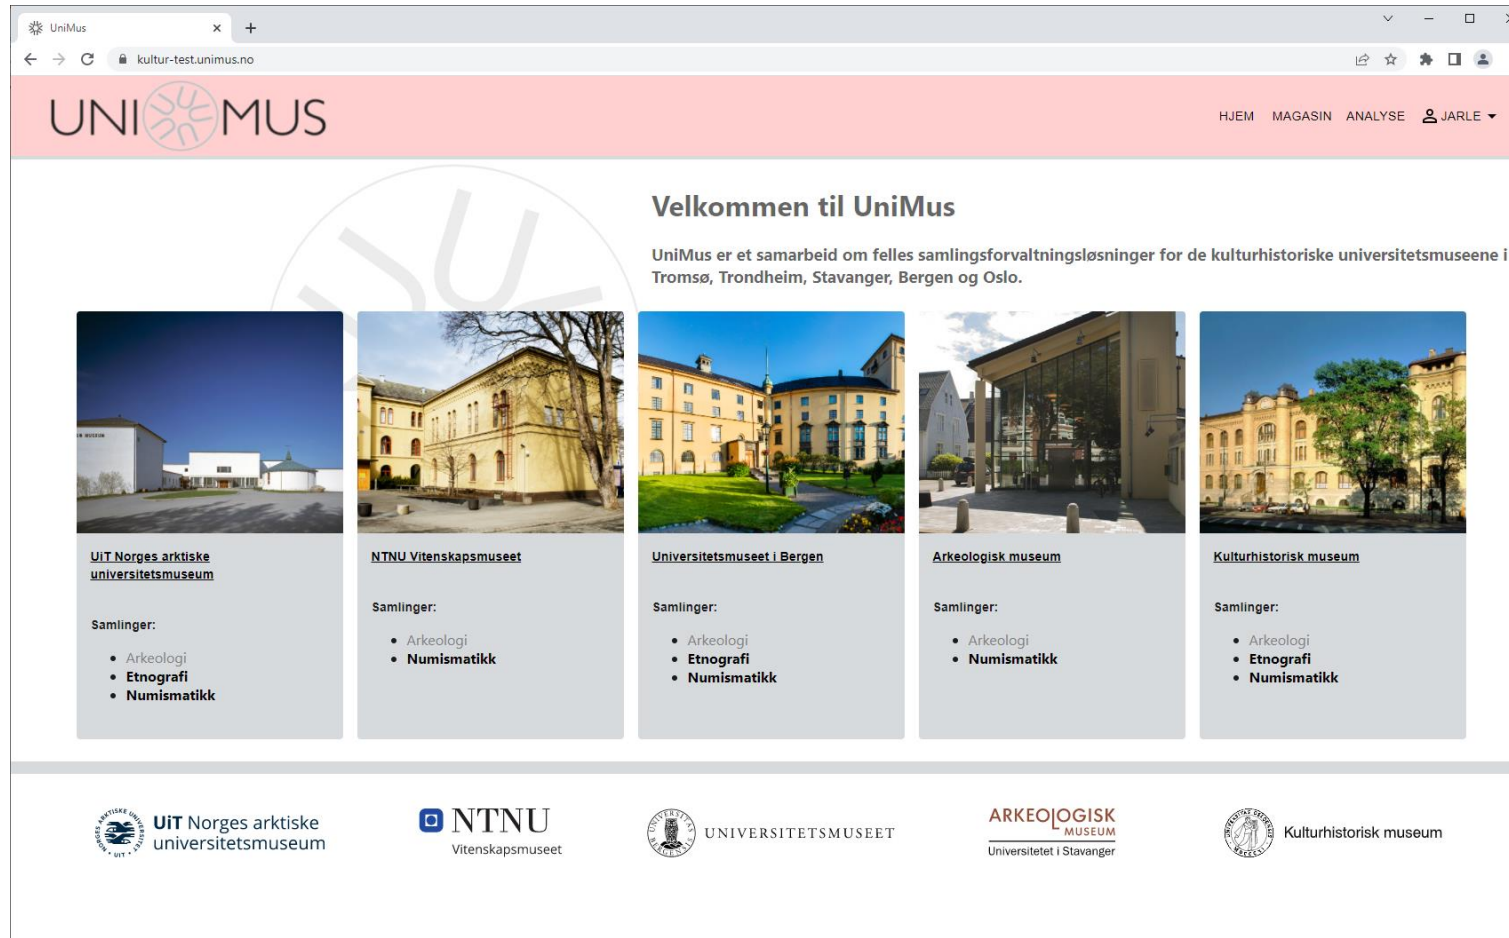 UniMus
kultur-test.unimus.no
UNIMUS
HJEM MAGASIN ANALYSE JARLE
Velkommen til UniMus
UniMus er et samarbeid om felles samlingsforvaltningsløsninger for de kulturhistoriske universitetsmuseene i
Tromsø, Trondheim, Stavanger, Bergen og Oslo.
UiT Norges arktiske
universitetsmuseum
Samlinger:
Arkeologi
Etnografi
Numismatikk
NTNU Vitenskapsmuseet
Samlinger:
Arkeologi
Numismatikk
Universitetsmuseet i Bergen
Samlinger:
Arkeologi
Etnografi
Numismatikk
Arkeologisk museum
Samlinger:
Arkeologi
Numismatikk
Kulturhistorisk museum
Samlinger:
Arkeologi
Etnografi
Numismatikk
UiT Norges arktiske
universitetsmuseum
NTNU
Vitenskapsmuseet
UNIVERSITETSMUSEET
ARKEOLOGISK
MUSEUM
Universitetet i Stavanger
Kulturhistorisk museum